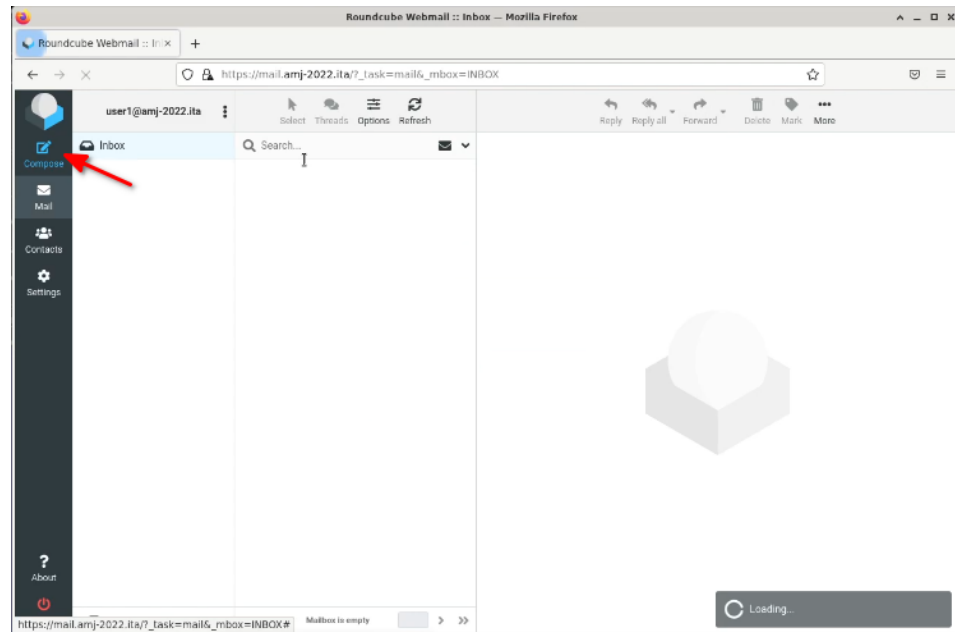 Roundcube Webmail :: Inbox — Mozilla Firefox
Roundcube Webmail :: In
https://mail.amj-2022.ita/?_task=mail&_mbox=INBOX
user1@amj-2022.ita
Select Threads Options Refresh
Reply Reply all Forward Delete Mark More
Compose
Inbox
Search...
Mail
Contacts
Settings
?
About
Loading...
https://mail.amj-2022.ita/?_task=mail&_mbox=INBOX#
Mailbox is empty